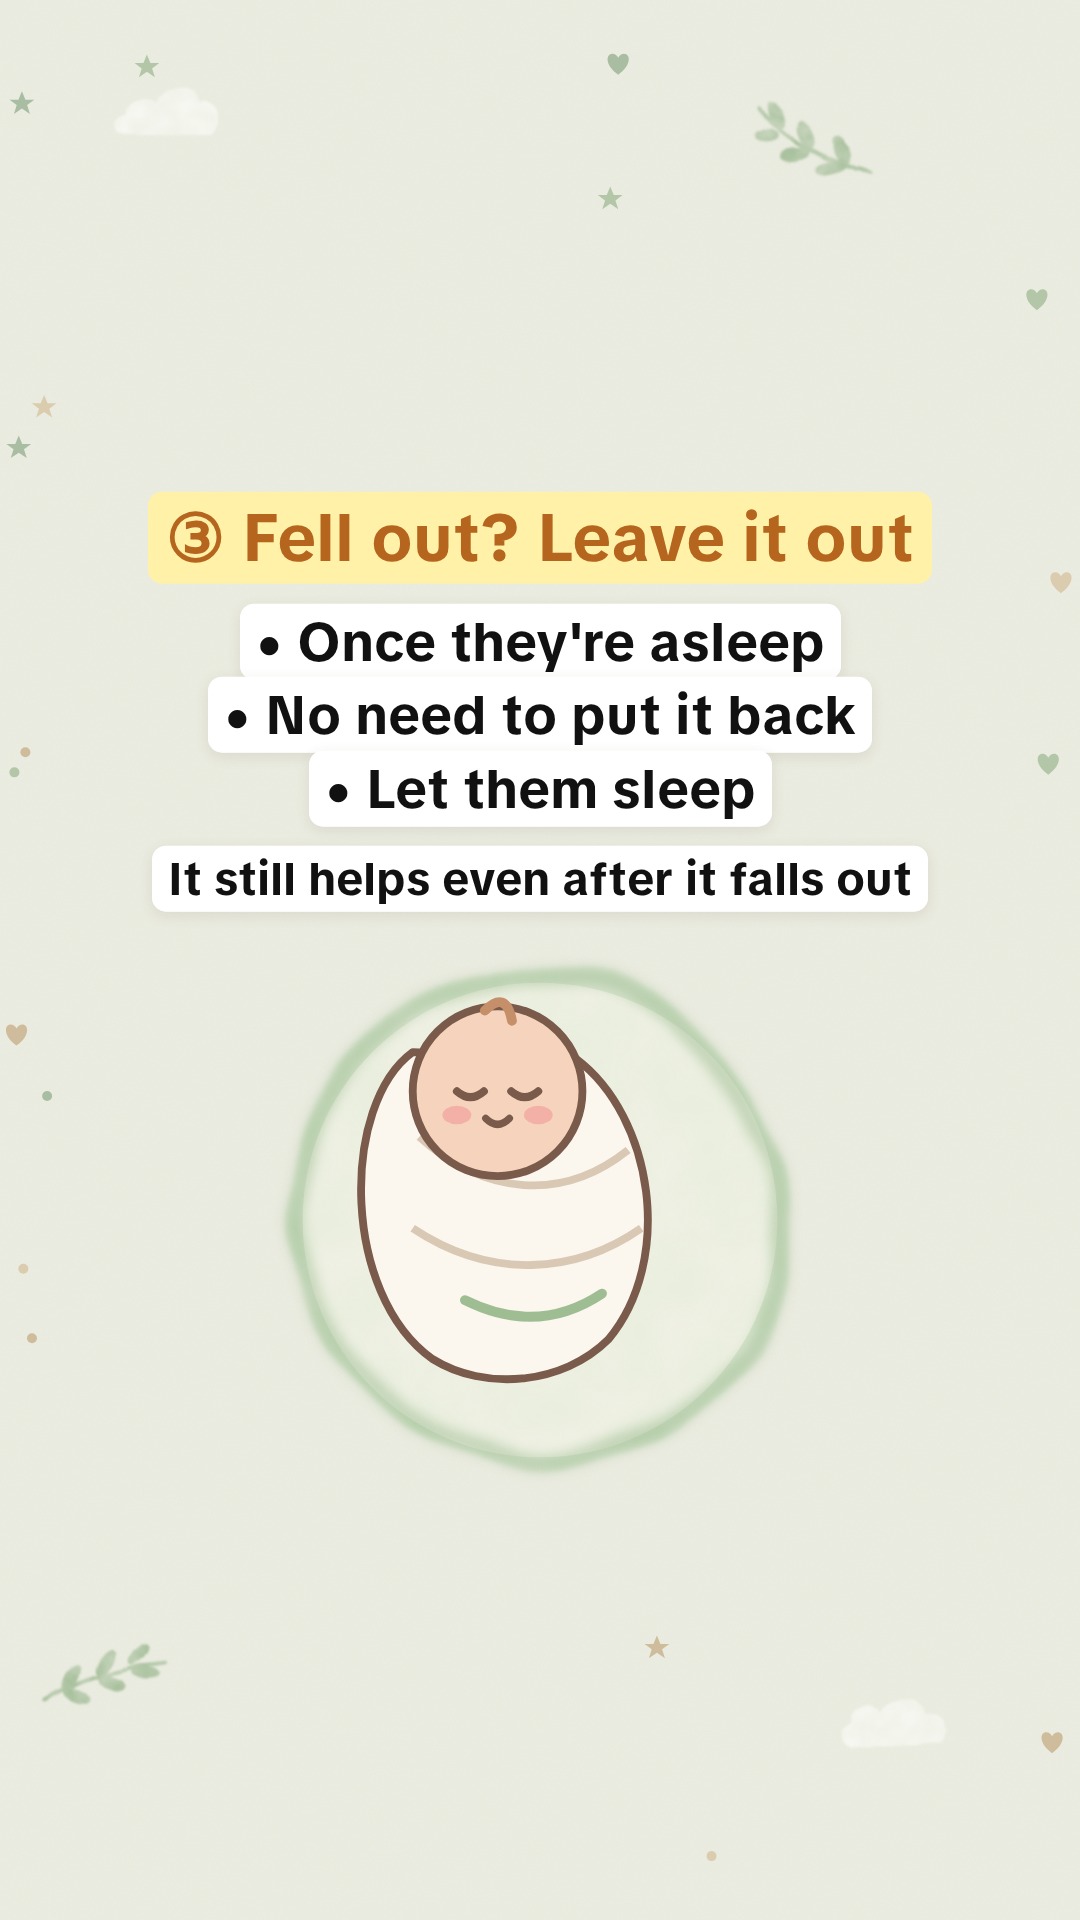 ③ Fell out? Leave it out
• Once they're asleep
• No need to put it back
• Let them sleep
It still helps even after it falls out